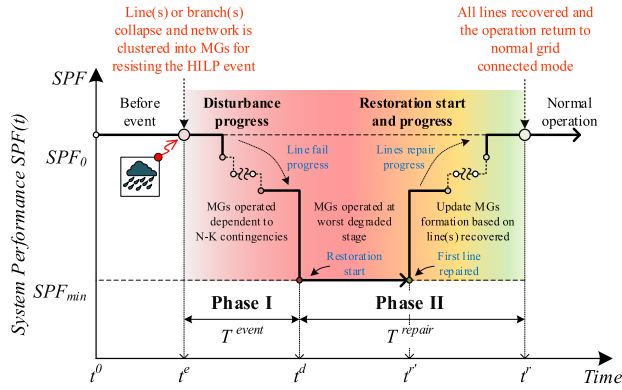 Line(s) or branch(s)
collapse and network is
clustered into MGs for
resisting the HILP event
All lines recovered and
the operation return to
normal grid
connected mode
SPF
Before
event
Disturbance
progress
Restoration start
and progress
Normal
operation
SPF0
Line fail
progress
Lines repair
progress
MGs operated
dependent to
N-K contingencies
MGs operated at
worst degraded
stage
Update MGs
formation based on
line(s) recovered
Restoration
start
First line
repaired
SPFmin
Phase I
Phase II
T event
T repair
t0
te
td
tr'
tr
Time
System Performance SPF(t)